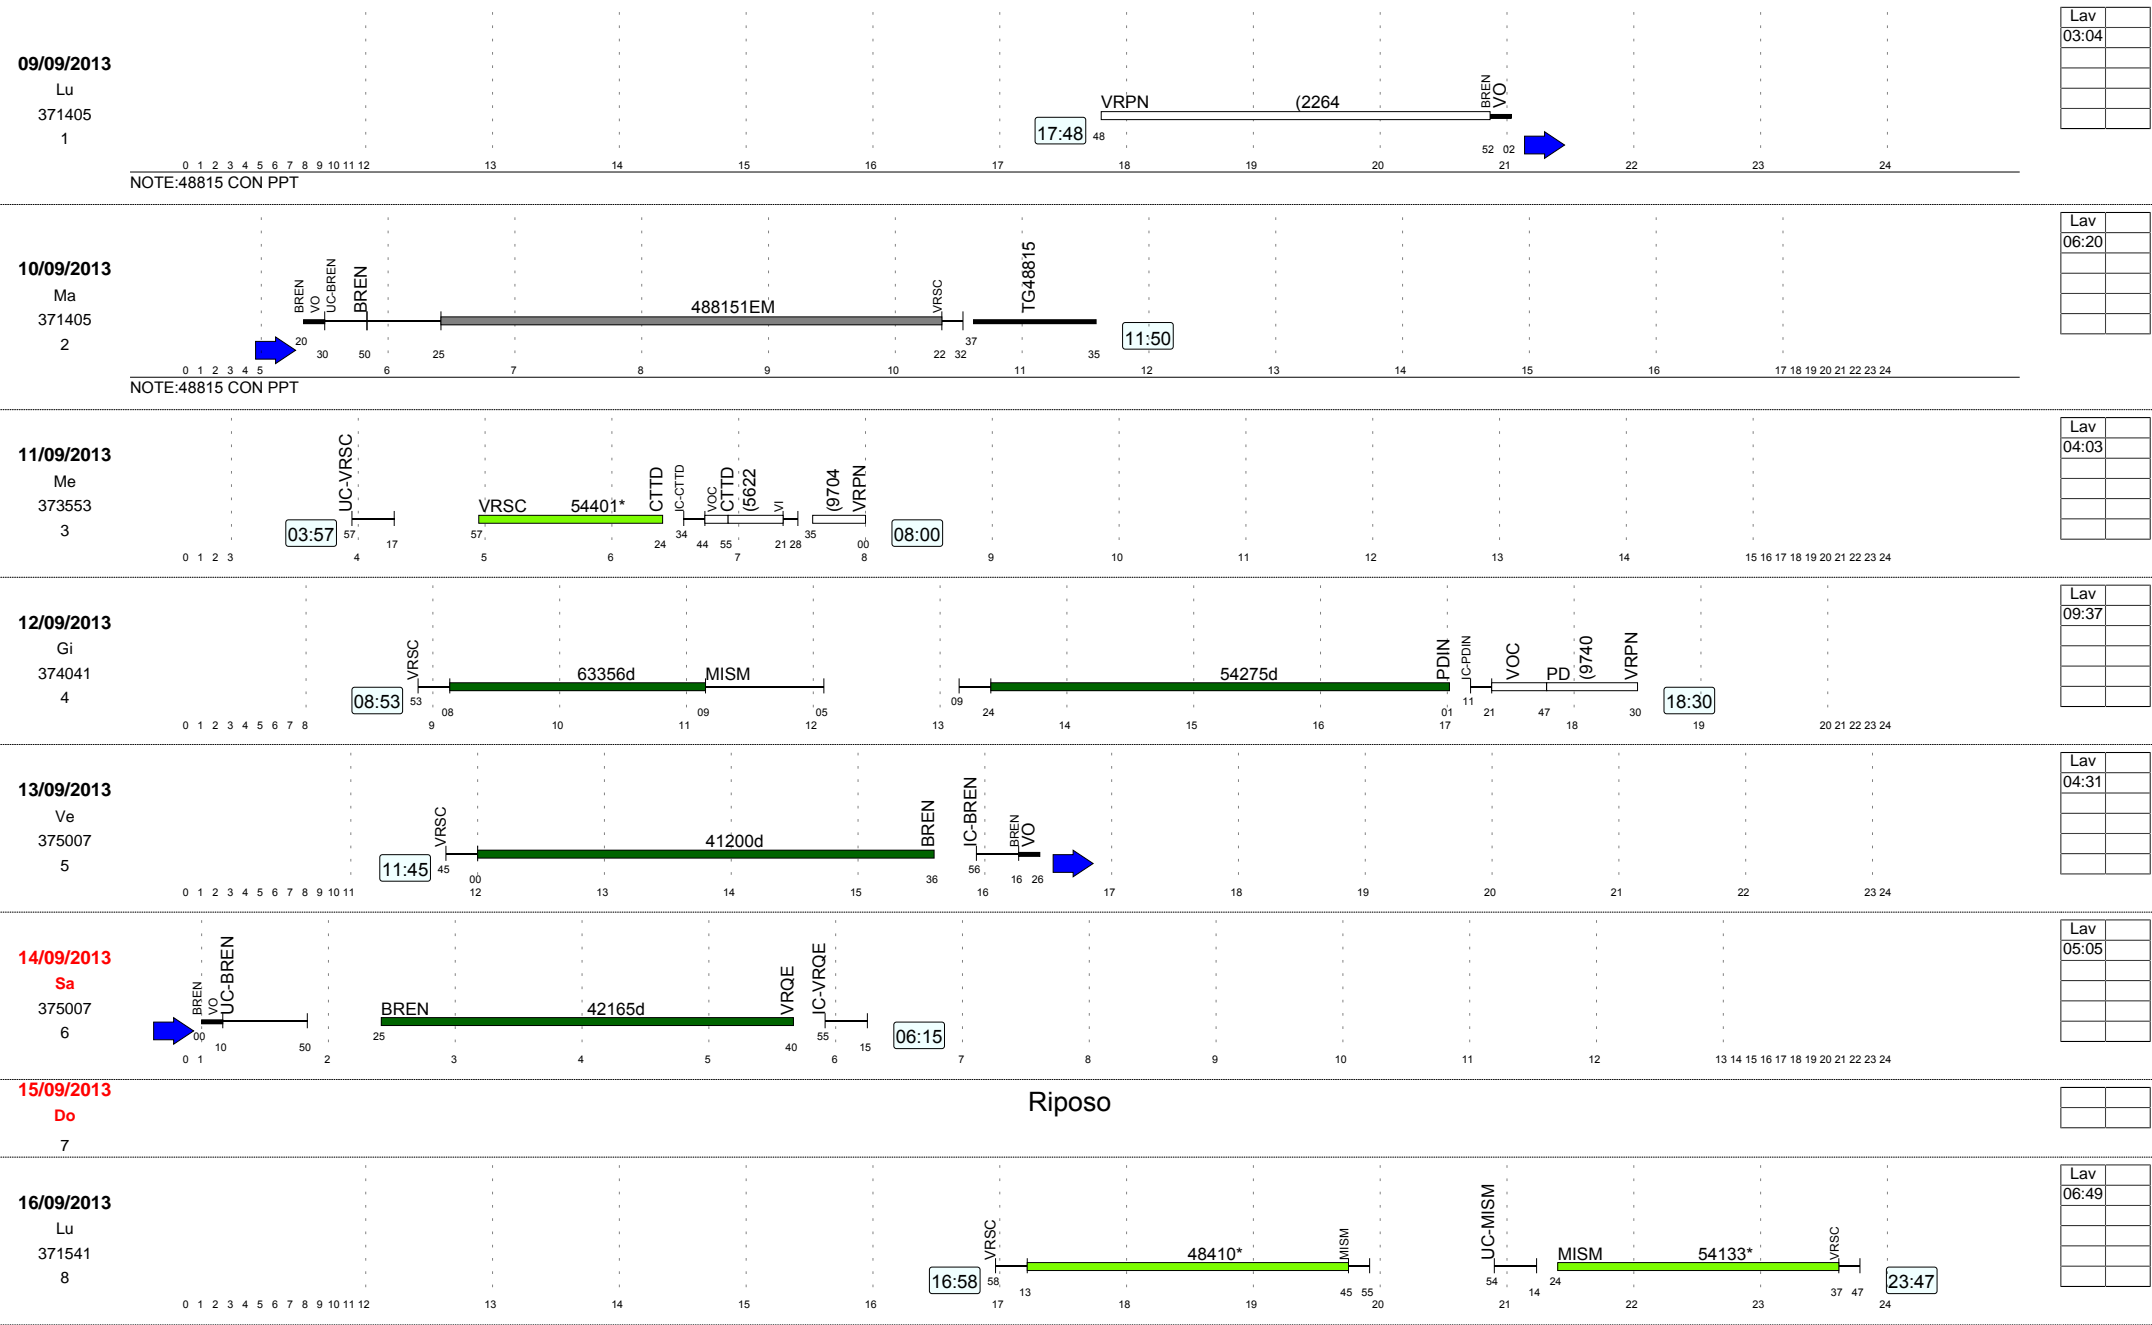 Lav
03:04
09/09/2013
Lu
371405
1
17:48
VRPN (2264 BREN VO
48 52 02
0 1 2 3 4 5 6 7 8 9 10 11 12 13 14 15 16 17 18 19 20 21 22 23 24
NOTE:48815 CON PPT
Lav
06:20
10/09/2013
Ma
371405
2
BREN VO UC-BREN BREN 488151EM VRSC TG48815
20 30 50 25 22 32 37 35
11:50
0 1 2 3 4 5 6 7 8 9 10 11 12 13 14 15 16 17 18 19 20 21 22 23 24
NOTE:48815 CON PPT
Lav
04:03
11/09/2013
Me
373553
3
03:57
UC-VRSC VRSC 54401* CTTD IC-CTTD VOC CTTD (5622 VI (9704 VRPN
57 17 57 24 34 44 55 21 28 35 00
08:00
0 1 2 3 4 5 6 7 8 9 10 11 12 13 14 15 16 17 18 19 20 21 22 23 24
Lav
09:37
12/09/2013
Gi
374041
4
08:53
VRSC 63356d MISM 54275d PDIN IC-PDIN VOC PD (9740 VRPN
53 08 09 05 09 24 01 11 21 47 30
18:30
0 1 2 3 4 5 6 7 8 9 10 11 12 13 14 15 16 17 18 19 20 21 22 23 24
Lav
04:31
13/09/2013
Ve
375007
5
11:45
VRSC 41200d BREN IC-BREN BREN VO
45 00 36 56 16 26
0 1 2 3 4 5 6 7 8 9 10 11 12 13 14 15 16 17 18 19 20 21 22 23 24
Lav
05:05
14/09/2013
Sa
375007
6
BREN VO UC-BREN BREN 42165d VRQE IC-VRQE
00 10 50 25 40 55 15
06:15
0 1 2 3 4 5 6 7 8 9 10 11 12 13 14 15 16 17 18 19 20 21 22 23 24
15/09/2013
Do
7
Riposo
Lav
06:49
16/09/2013
Lu
371541
8
16:58
VRSC 48410* MISM UC-MISM MISM 54133* VRSC
58 13 45 55 54 14 24 37 47
23:47
0 1 2 3 4 5 6 7 8 9 10 11 12 13 14 15 16 17 18 19 20 21 22 23 24